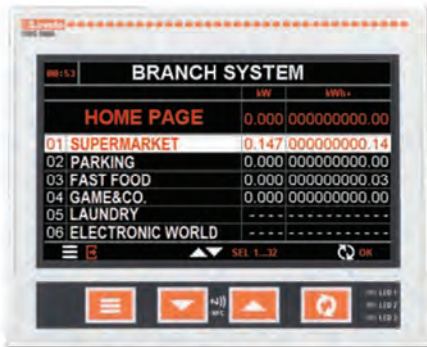 Lovato
00:53 BRANCH SYSTEM
kW kWh+
HOME PAGE 0.000 000000000.00
01 SUPERMARKET 0.147 000000000.14
02 PARKING 0.000 000000000.00
03 FAST FOOD 0.000 000000000.03
04 GAME&CO. 0.000 000000000.00
05 LAUNDRY ---- ------------
06 ELECTRONIC WORLD ---- ------------
SEL 1...32 OK
NFC
LED 1
LED 2
LED 3